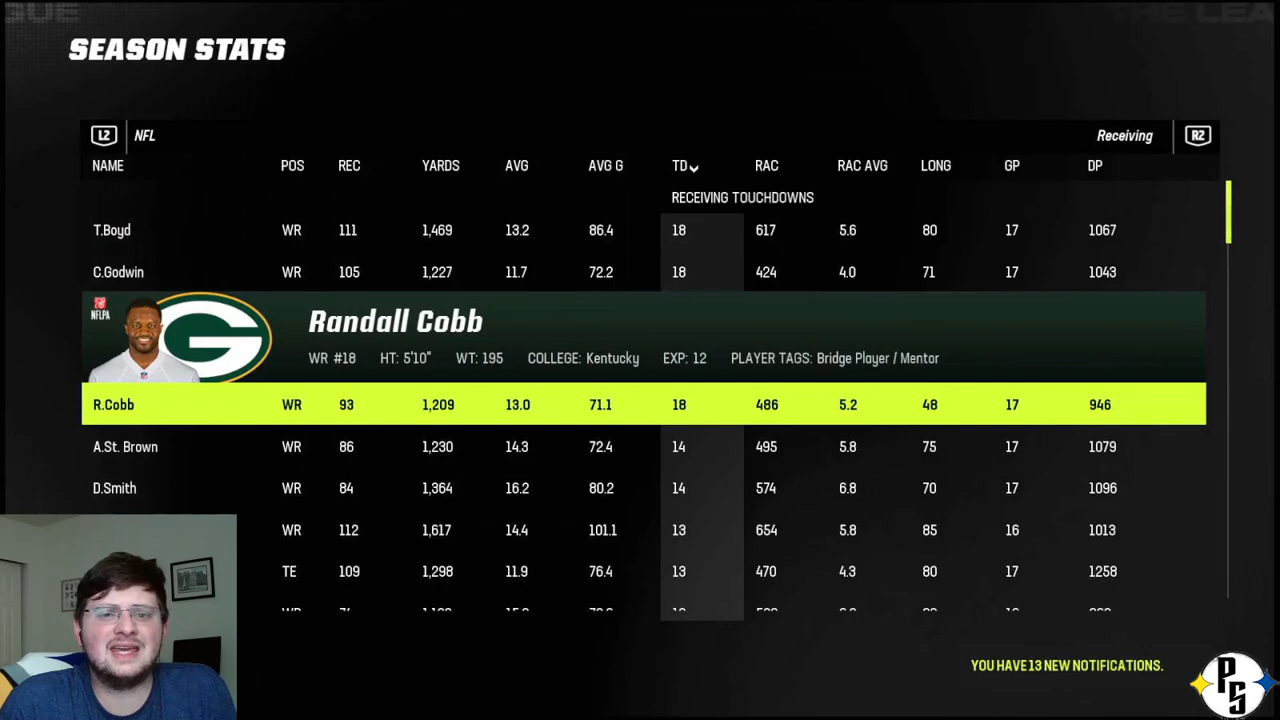 SEASON STATS
L2 NFL Receiving R2
NAME POS REC YARDS AVG AVG G TD RAC RAC AVG LONG GP DP
RECEIVING TOUCHDOWNS
T.Boyd WR 111 1,469 13.2 86.4 18 617 5.6 80 17 1067
C.Godwin WR 105 1,227 11.7 72.2 18 424 4.0 71 17 1043
NFLPA
G
Randall Cobb
WR #18 HT: 5'10" WT: 195 COLLEGE: Kentucky EXP: 12 PLAYER TAGS: Bridge Player / Mentor
R.Cobb WR 93 1,209 13.0 71.1 18 486 5.2 48 17 946
A.St. Brown WR 86 1,230 14.3 72.4 14 495 5.8 75 17 1079
D.Smith WR 84 1,364 16.2 80.2 14 574 6.8 70 17 1096
WR 112 1,617 14.4 101.1 13 654 5.8 85 16 1013
TE 109 1,298 11.9 76.4 13 470 4.3 80 17 1258
YOU HAVE 13 NEW NOTIFICATIONS.
PS